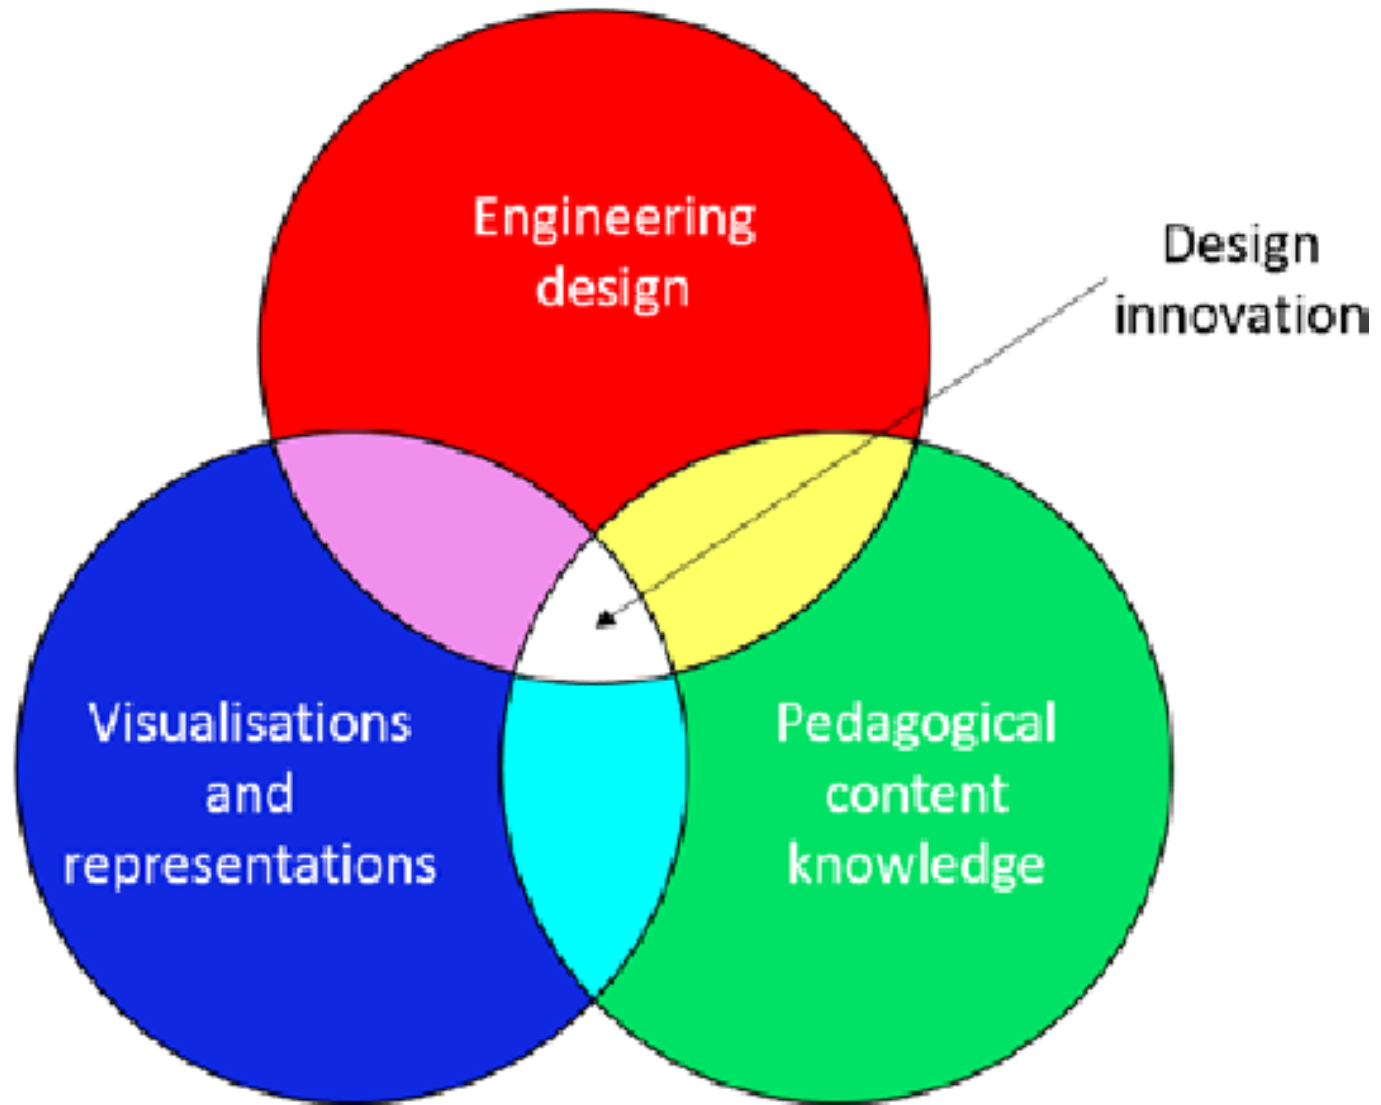 Engineering
design
Design
innovation
Visualisations
and
representations
Pedagogical
content
knowledge